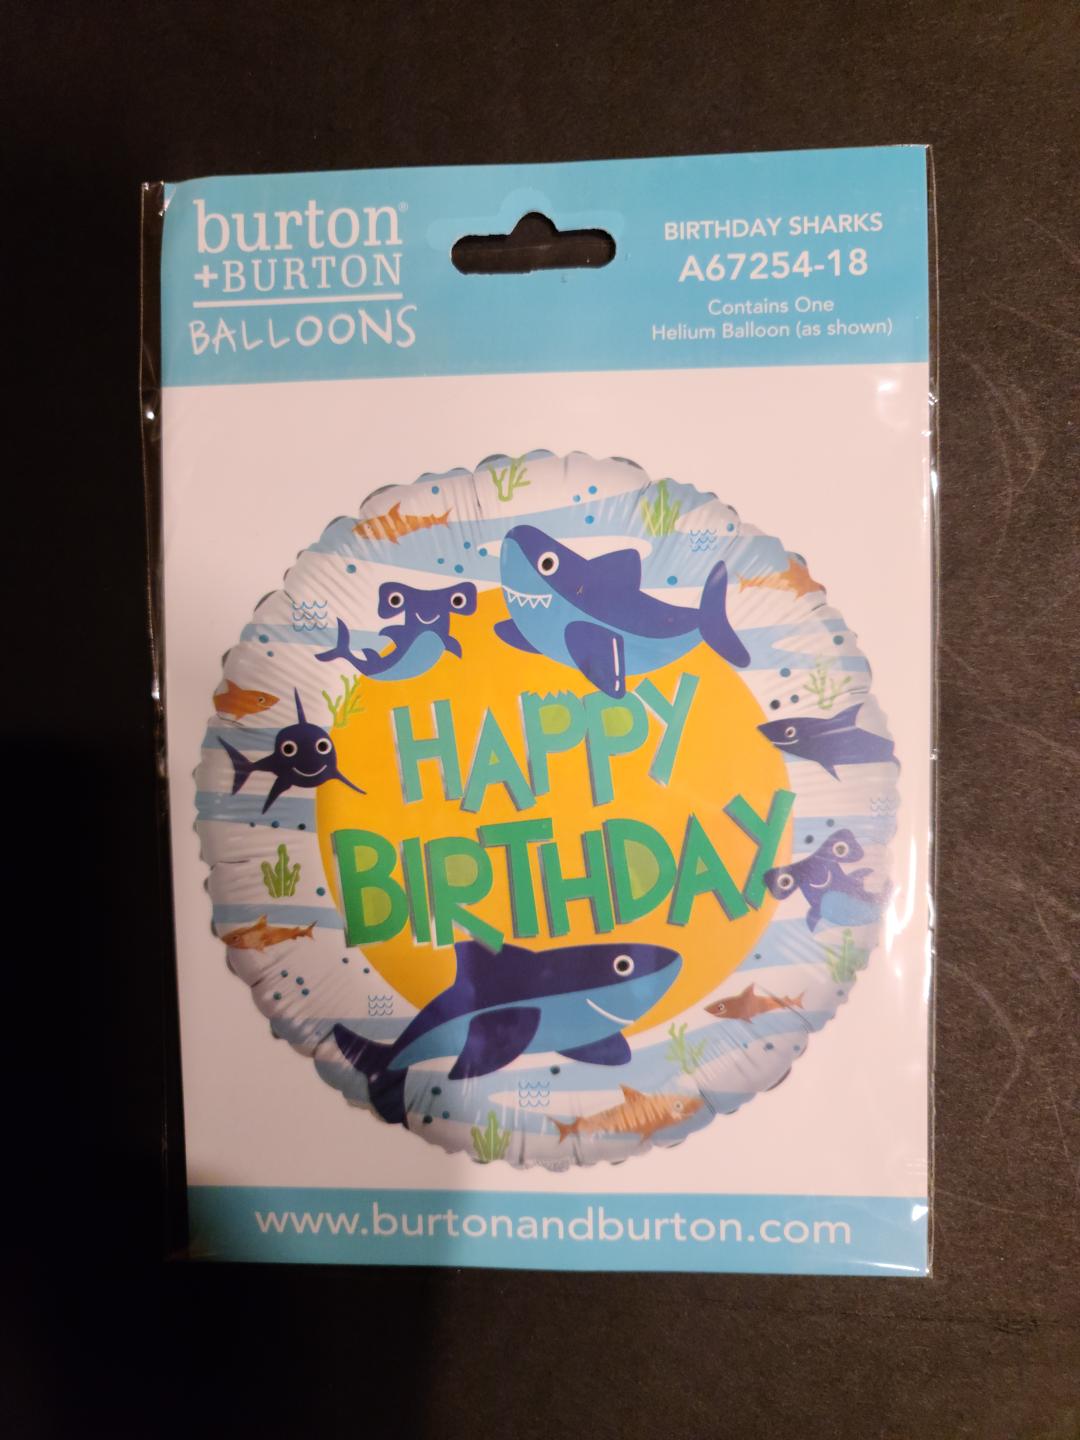 burton®
+BURTON
BALLOONS
BIRTHDAY SHARKS
A67254-18
Contains One
Helium Balloon (as shown)
HAPPY
BIRTHDAY
www.burtonandburton.com